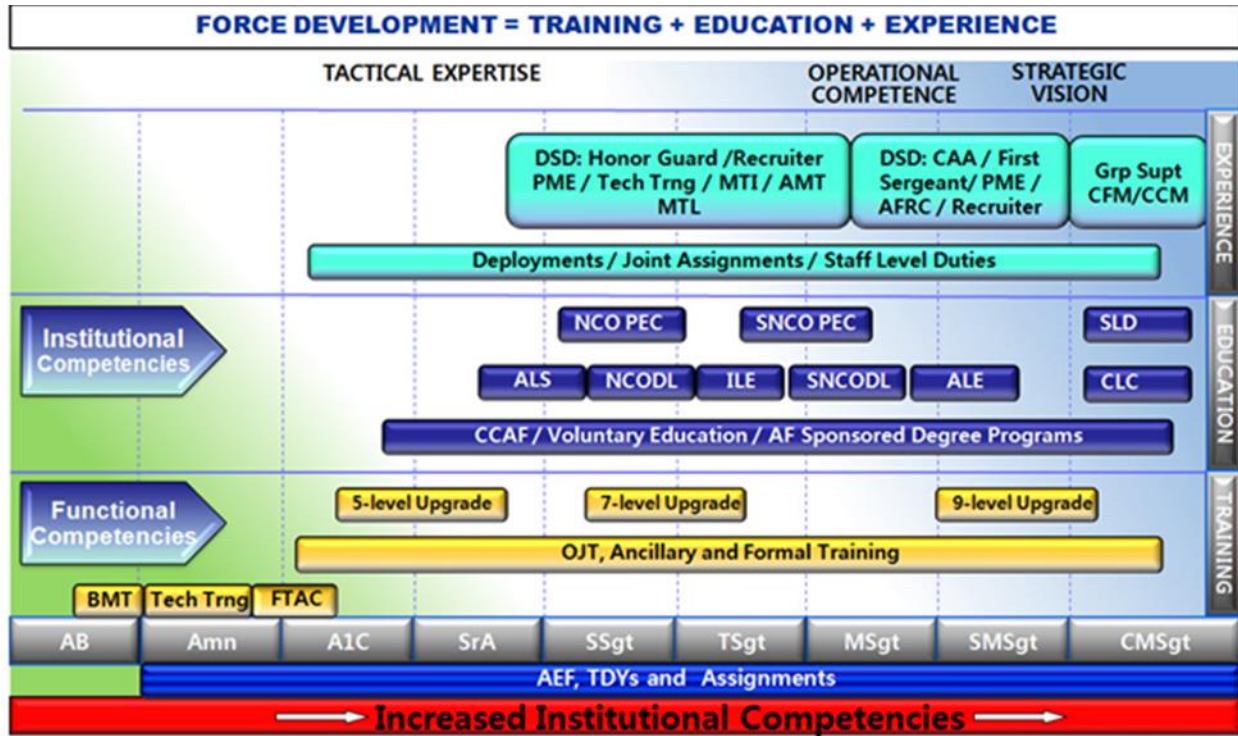 FORCE DEVELOPMENT = TRAINING + EDUCATION + EXPERIENCE
TACTICAL EXPERTISE
OPERATIONAL
COMPETENCE
STRATEGIC
VISION
DSD: Honor Guard /Recruiter
PME / Tech Trng / MTI / AMT
MTL
DSD: CAA / First
Sergeant/ PME /
AFRC / Recruiter
Grp Supt
CFM/CCM
EXPERIENCE
Deployments / Joint Assignments / Staff Level Duties
Institutional
Competencies
NCO PEC
SNCO PEC
SLD
ALS
NCODL
ILE
SNCODL
ALE
CLC
EDUCATION
CCAF / Voluntary Education / AF Sponsored Degree Programs
Functional
Competencies
5-level Upgrade
7-level Upgrade
9-level Upgrade
TRAINING
OJT, Ancillary and Formal Training
BMT
Tech Trng
FTAC
AB
Amn
A1C
SrA
SSgt
TSgt
MSgt
SMSgt
CMSgt
AEF, TDYs and Assignments
Increased Institutional Competencies